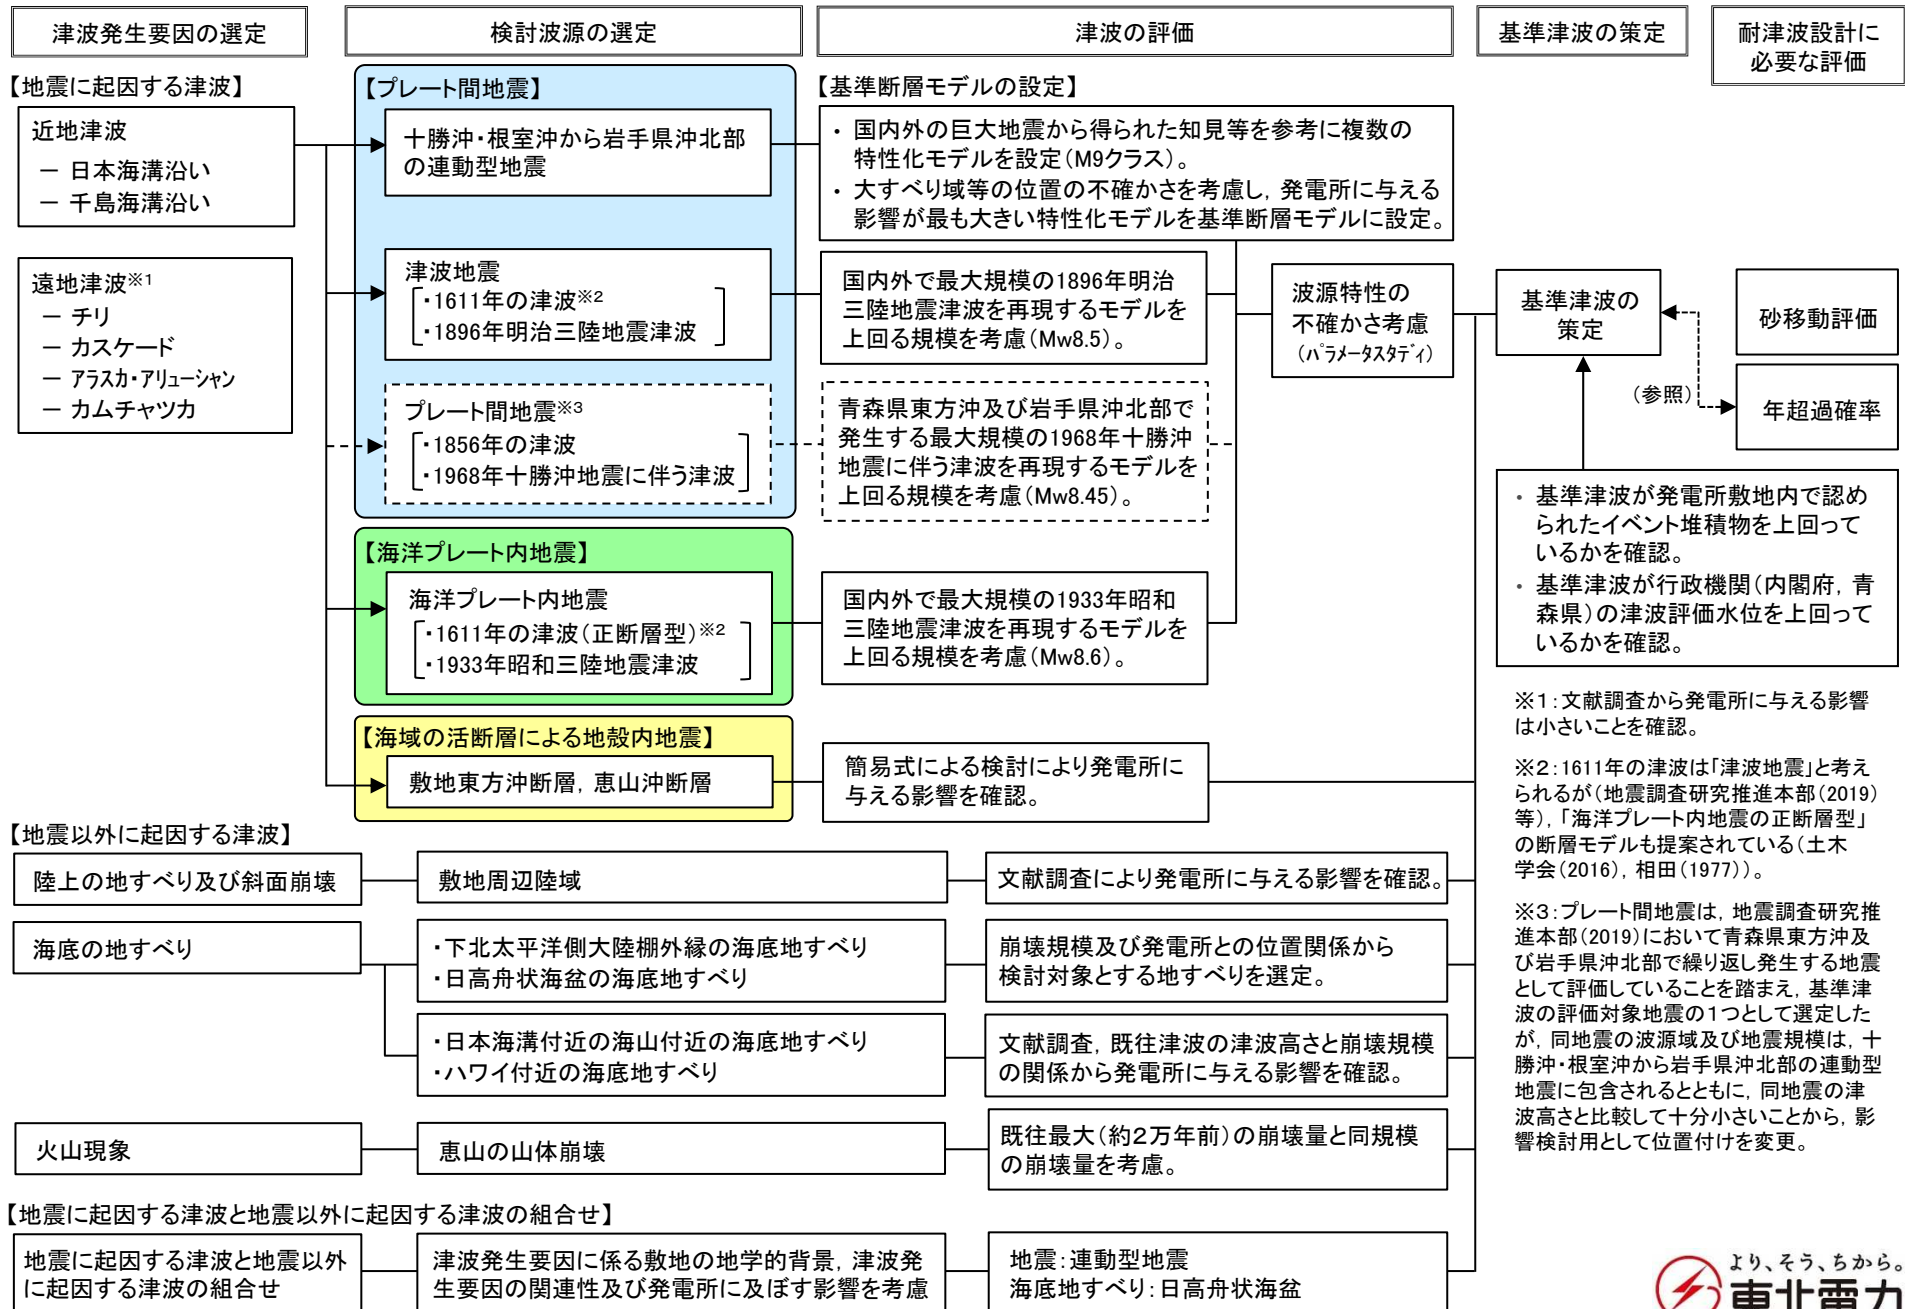 津波発生要因の選定
検討波源の選定
津波の評価
基準津波の策定
耐津波設計に
必要な評価
【地震に起因する津波】
近地津波
－ 日本海溝沿い
－ 千島海溝沿い
遠地津波※1
－ チリ
－ カスケード
－ アラスカ・アリューシャン
－ カムチャツカ
【プレート間地震】
十勝沖・根室沖から岩手県沖北部
の連動型地震
津波地震
・1611年の津波※2
・1896年明治三陸地震津波
プレート間地震※3
・1856年の津波
・1968年十勝沖地震に伴う津波
【海洋プレート内地震】
海洋プレート内地震
・1611年の津波（正断層型）※2
・1933年昭和三陸地震津波
【海域の活断層による地殻内地震】
敷地東方沖断層，恵山沖断層
【基準断層モデルの設定】
・ 国内外の巨大地震から得られた知見等を参考に複数の
特性化モデルを設定（M9クラス）。
・ 大すべり域等の位置の不確かさを考慮し，発電所に与える
影響が最も大きい特性化モデルを基準断層モデルに設定。
国内外で最大規模の1896年明治
三陸地震津波を再現するモデルを
上回る規模を考慮（Mw8.5）。
青森県東方沖及び岩手県沖北部で
発生する最大規模の1968年十勝沖
地震に伴う津波を再現するモデルを
上回る規模を考慮（Mw8.45）。
国内外で最大規模の1933年昭和
三陸地震津波を再現するモデルを
上回る規模を考慮（Mw8.6）。
簡易式による検討により発電所に
与える影響を確認。
波源特性の
不確かさ考慮
（ﾊﾟﾗﾒｰﾀｽﾀﾃﾞｨ）
基準津波の
策定
（参照）
砂移動評価
年超過確率
・ 基準津波が発電所敷地内で認め
られたイベント堆積物を上回って
いるかを確認。
・ 基準津波が行政機関（内閣府，青
森県）の津波評価水位を上回って
いるかを確認。
※1：文献調査から発電所に与える影響
は小さいことを確認。
※2：1611年の津波は「津波地震」と考え
られるが（地震調査研究推進本部（2019）
等），「海洋プレート内地震の正断層型」
の断層モデルも提案されている（土木
学会（2016），相田（1977））。
※3：プレート間地震は，地震調査研究推
進本部（2019）において青森県東方沖及
び岩手県沖北部で繰り返し発生する地震
として評価していることを踏まえ，基準津
波の評価対象地震の1つとして選定した
が，同地震の波源域及び地震規模は，十
勝沖・根室沖から岩手県沖北部の連動型
地震に包含されるとともに，同地震の津
波高さと比較して十分小さいことから，影
響検討用として位置付けを変更。
【地震以外に起因する津波】
陸上の地すべり及び斜面崩壊
敷地周辺陸域
文献調査により発電所に与える影響を確認。
海底の地すべり
・下北太平洋側大陸棚外縁の海底地すべり
・日高舟状海盆の海底地すべり
崩壊規模及び発電所との位置関係から
検討対象とする地すべりを選定。
・日本海溝付近の海山付近の海底地すべり
・ハワイ付近の海底地すべり
文献調査，既往津波の津波高さと崩壊規模
の関係から発電所に与える影響を確認。
火山現象
恵山の山体崩壊
既往最大（約2万年前）の崩壊量と同規模
の崩壊量を考慮。
【地震に起因する津波と地震以外に起因する津波の組合せ】
地震に起因する津波と地震以外
に起因する津波の組合せ
津波発生要因に係る敷地の地学的背景，津波発
生要因の関連性及び発電所に及ぼす影響を考慮
地震：連動型地震
海底地すべり：日高舟状海盆
より、そう、ちから。
東北電力